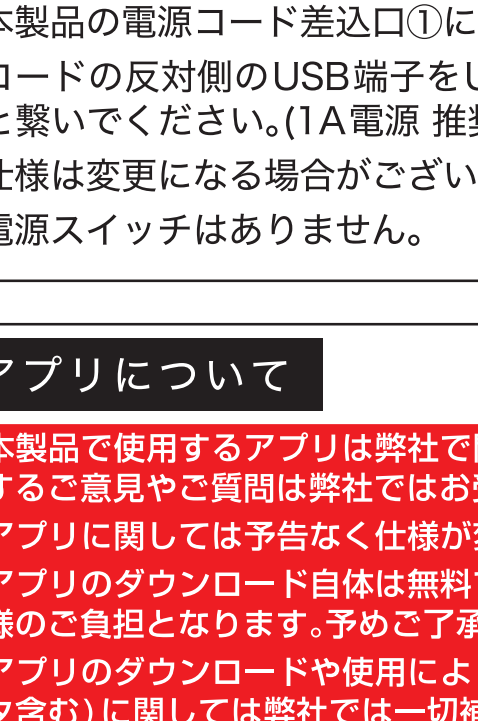 本製品の電源コード差込口①に
コードの反対側のUSB端子をU
と繋いでください。(1A電源 推奨
仕様は変更になる場合がござい
電源スイッチはありません。
アプリについて
本製品で使用するアプリは弊社で
するご意見やご質問は弊社ではお
アプリに関しては予告なく仕様が変
アプリのダウンロード自体は無料
様のご負担となります。予めご了承
アプリのダウンロードや使用によ
タ含む)に関しては弊社では一切補